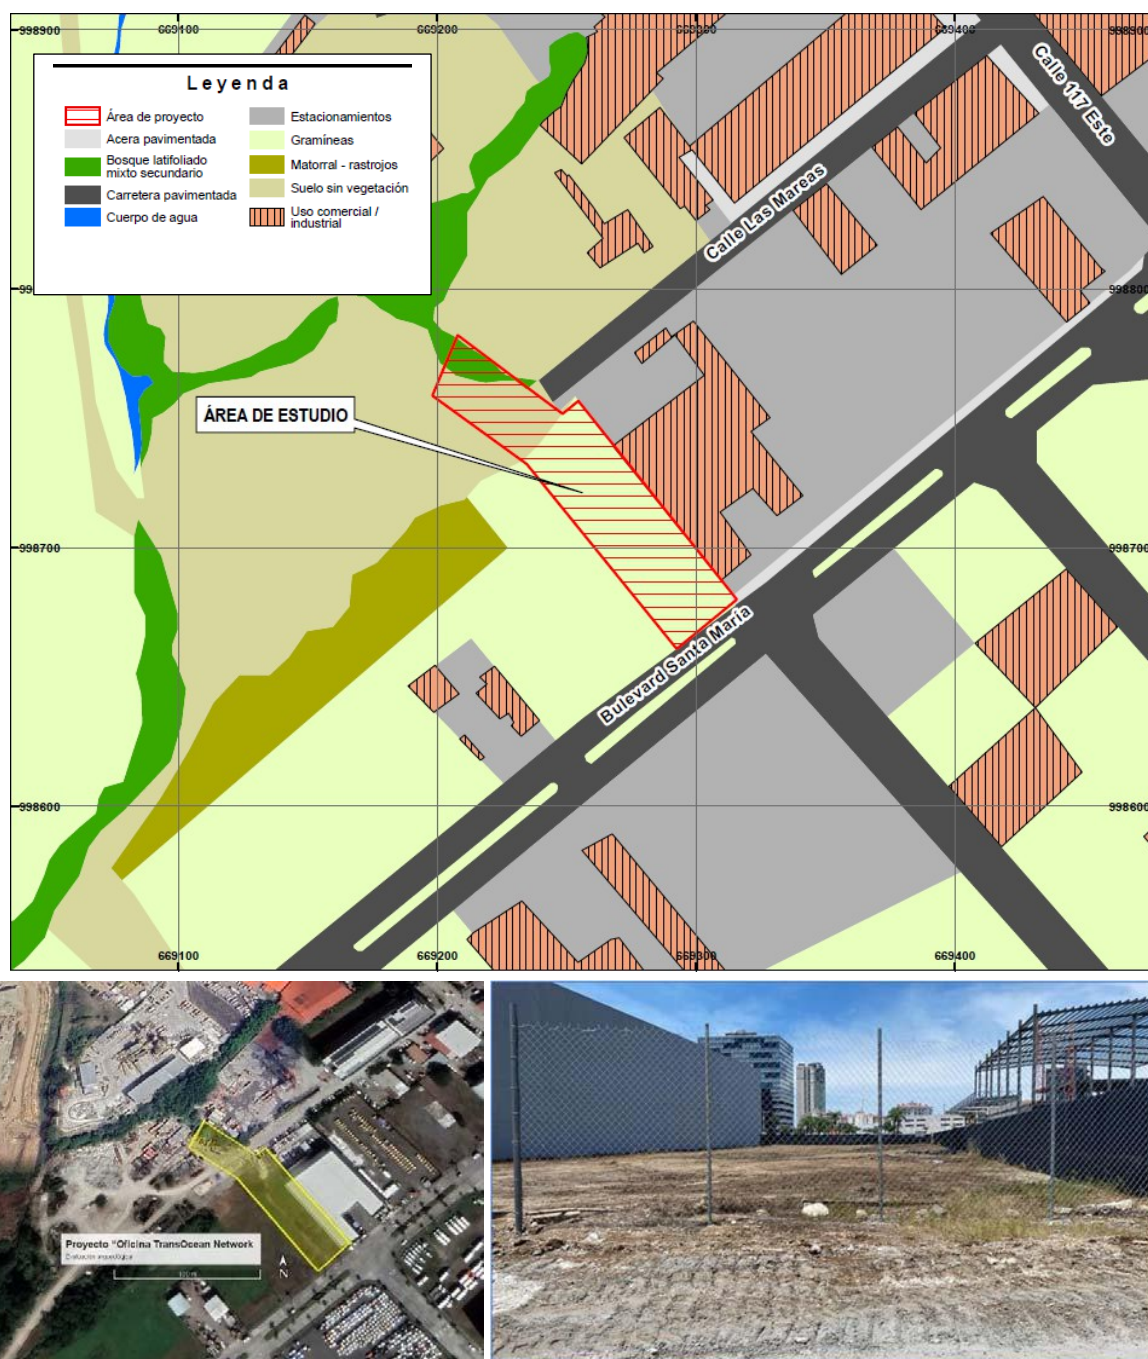 669100 669200 669300 669400
998900 998900
Leyenda
Área de proyecto
Acera pavimentada
Bosque latifoliado
mixto secundario
Carretera pavimentada
Cuerpo de agua
Estacionamientos
Gramíneas
Matorral - rastrojos
Suelo sin vegetación
Uso comercial /
industrial
Calle 117 Este
Calle Las Mareas
998800
ÁREA DE ESTUDIO
998700 998700
Bulevard Santa María
998600 998600
669100 669200 669300 669400
Proyecto "Oficina TransOcean Network
Evaluación arqueológica
N